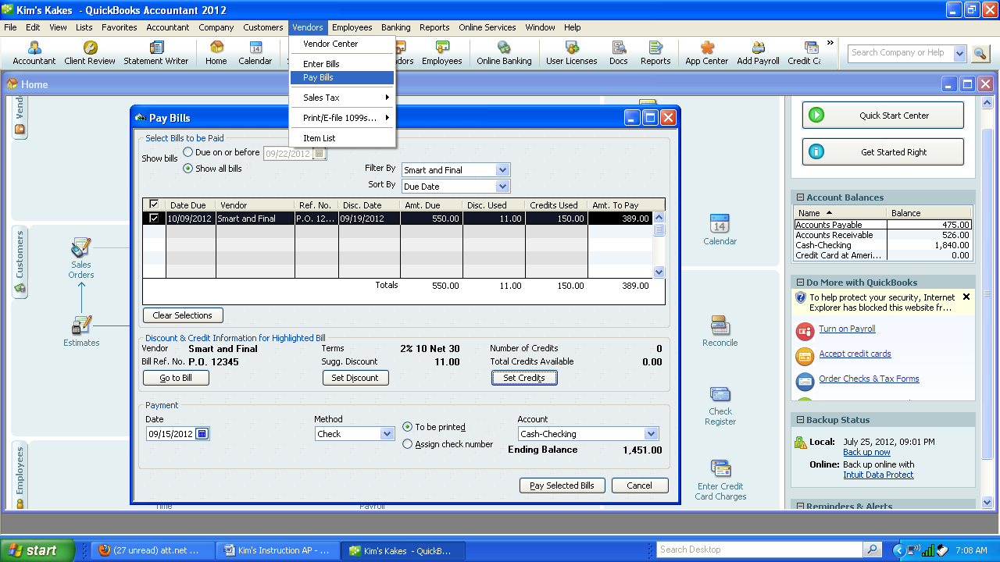 Kim's Kakes - QuickBooks Accountant 2012
File Edit View Lists Favorites Accountant Company Customers Vendors Employees Banking Reports Online Services Window Help
Accountant Client Review Statement Writer Home Calendar Employees Online Banking User Licenses Docs Reports App Center Add Payroll Credit Ca » Search Company or Help
Vendor Center
Enter Bills
Pay Bills
Sales Tax
Print/E-file 1099s...
Item List
Home
Customers
Employees
Sales
Orders
Estimates
Pay Bills
Select Bills to be Paid
Show bills
Due on or before 09/22/2012
Show all bills
Filter By Smart and Final
Sort By Due Date
Date Due Vendor Ref. No. Disc. Date Amt. Due Disc. Used Credits Used Amt. To Pay
10/09/2012 Smart and Final P.O. 12... 09/19/2012 550.00 11.00 150.00 389.00
Totals 550.00 11.00 150.00 389.00
Clear Selections
Discount & Credit Information for Highlighted Bill
Vendor Smart and Final Terms 2% 10 Net 30 Number of Credits 0
Bill Ref. No. P.O. 12345 Sugg. Discount 11.00 Total Credits Available 0.00
Go to Bill Set Discount Set Credits
Payment
Date Method Account
09/15/2012 Check To be printed Cash-Checking
Assign check number
Ending Balance 1,451.00
Pay Selected Bills Cancel
Time Payroll
14
Calendar
Reconcile
Check
Register
Enter Credit
Card Charges
Quick Start Center
Get Started Right
Account Balances
Name Balance
Accounts Payable 475.00
Accounts Receivable 526.00
Cash-Checking 1,840.00
Credit Card at Ameri... 0.00
Do More with QuickBooks
To help protect your security, Internet
Explorer has blocked this website fr...
Turn on Payroll
Accept credit cards
Order Checks & Tax Forms
Backup Status
Local: July 25, 2012, 09:01 PM
Back up now
Online: Back up online with
Intuit Data Protect
Reminders & Alerts
start (27 unread) att.net ... Kim's Instruction AP - ... Kim's Kakes - QuickB... Search Desktop 7:08 AM